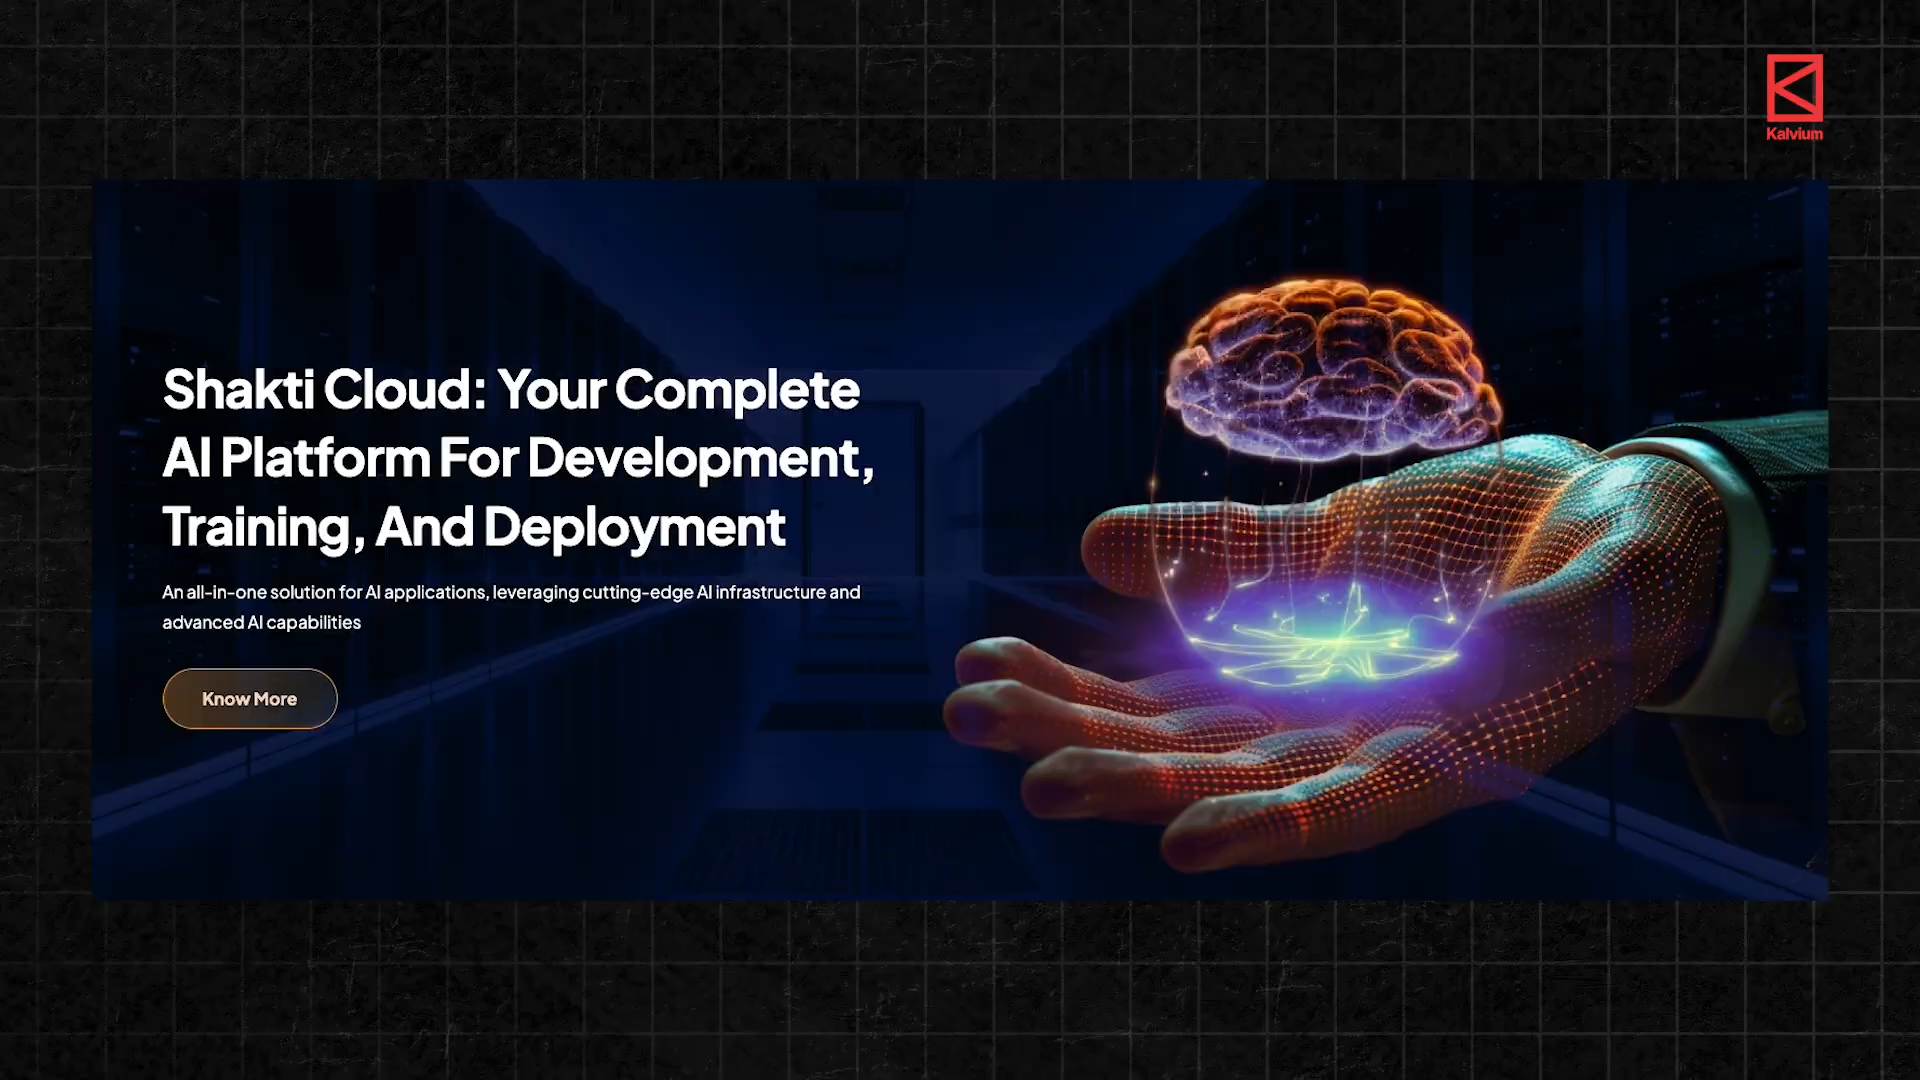 Kalvium
Shakti Cloud: Your Complete
AI Platform For Development,
Training, And Deployment
An all-in-one solution for AI applications, leveraging cutting-edge AI infrastructure and
advanced AI capabilities
Know More